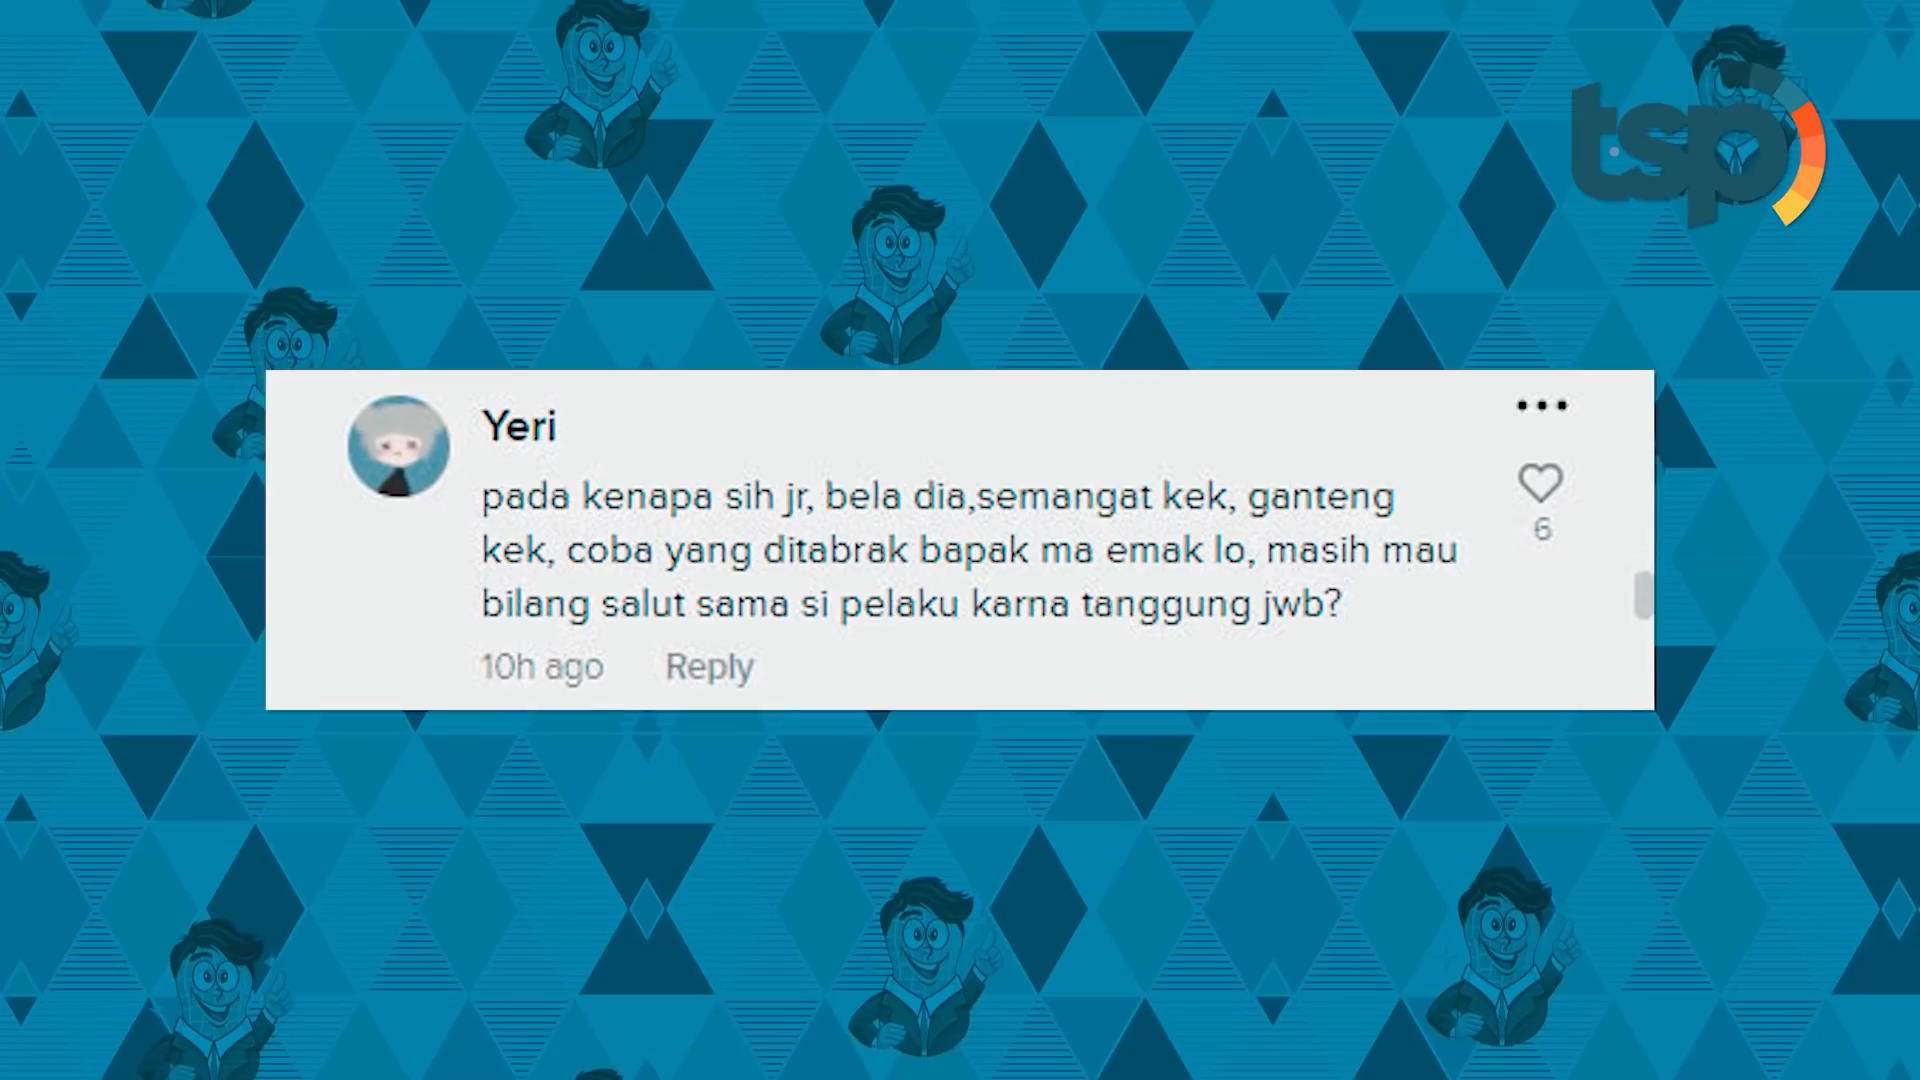 tsp
Yeri
pada kenapa sih jr, bela dia,semangat kek, ganteng
kek, coba yang ditabrak bapak ma emak lo, masih mau
bilang salut sama si pelaku karna tanggung jwb?
6
10h ago Reply